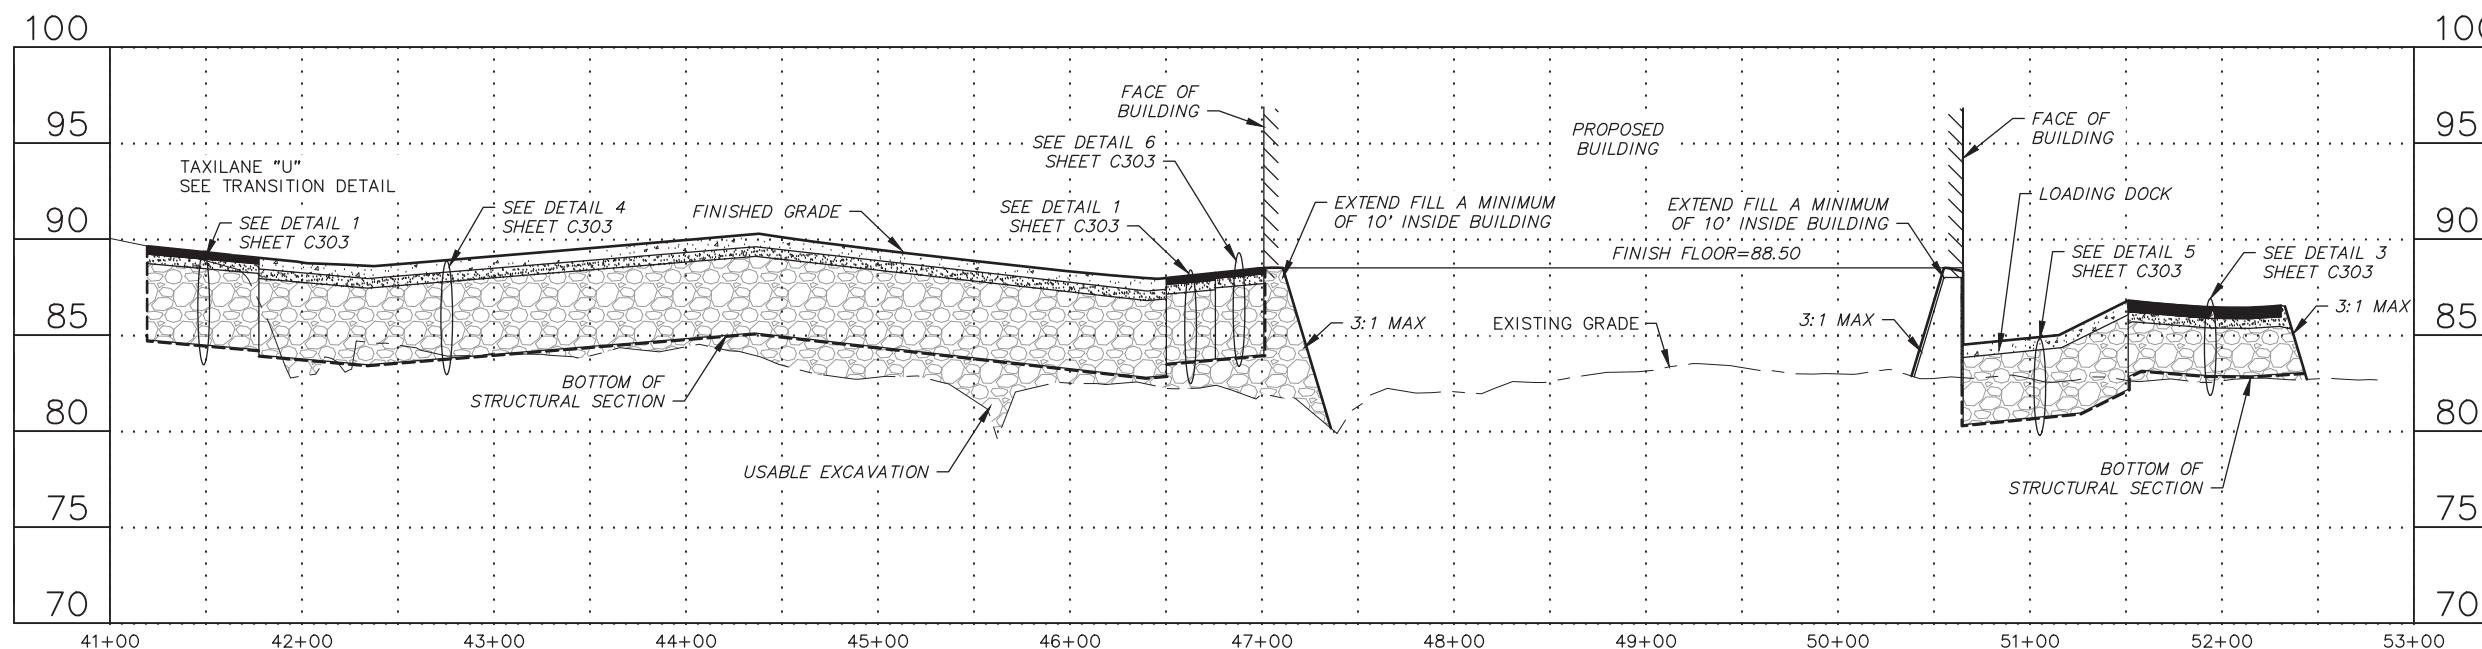 100
95
90
85
80
75
70
TAXILANE "U"
SEE TRANSITION DETAIL
SEE DETAIL 1
SHEET C303
SEE DETAIL 4
SHEET C303
FINISHED GRADE
BOTTOM OF
STRUCTURAL SECTION
USABLE EXCAVATION
FACE OF
BUILDING
SEE DETAIL 6
SHEET C303
SEE DETAIL 1
SHEET C303
EXTEND FILL A MINIMUM
OF 10' INSIDE BUILDING
3:1 MAX
PROPOSED
BUILDING
FINISH FLOOR=88.50
EXISTING GRADE
EXTEND FILL A MINIMUM
OF 10' INSIDE BUILDING
3:1 MAX
FACE OF
BUILDING
LOADING DOCK
SEE DETAIL 5
SHEET C303
SEE DETAIL 3
SHEET C303
3:1 MAX
BOTTOM OF
STRUCTURAL SECTION
100
95
90
85
80
75
70
41+00
42+00
43+00
44+00
45+00
46+00
47+00
48+00
49+00
50+00
51+00
52+00
53+00